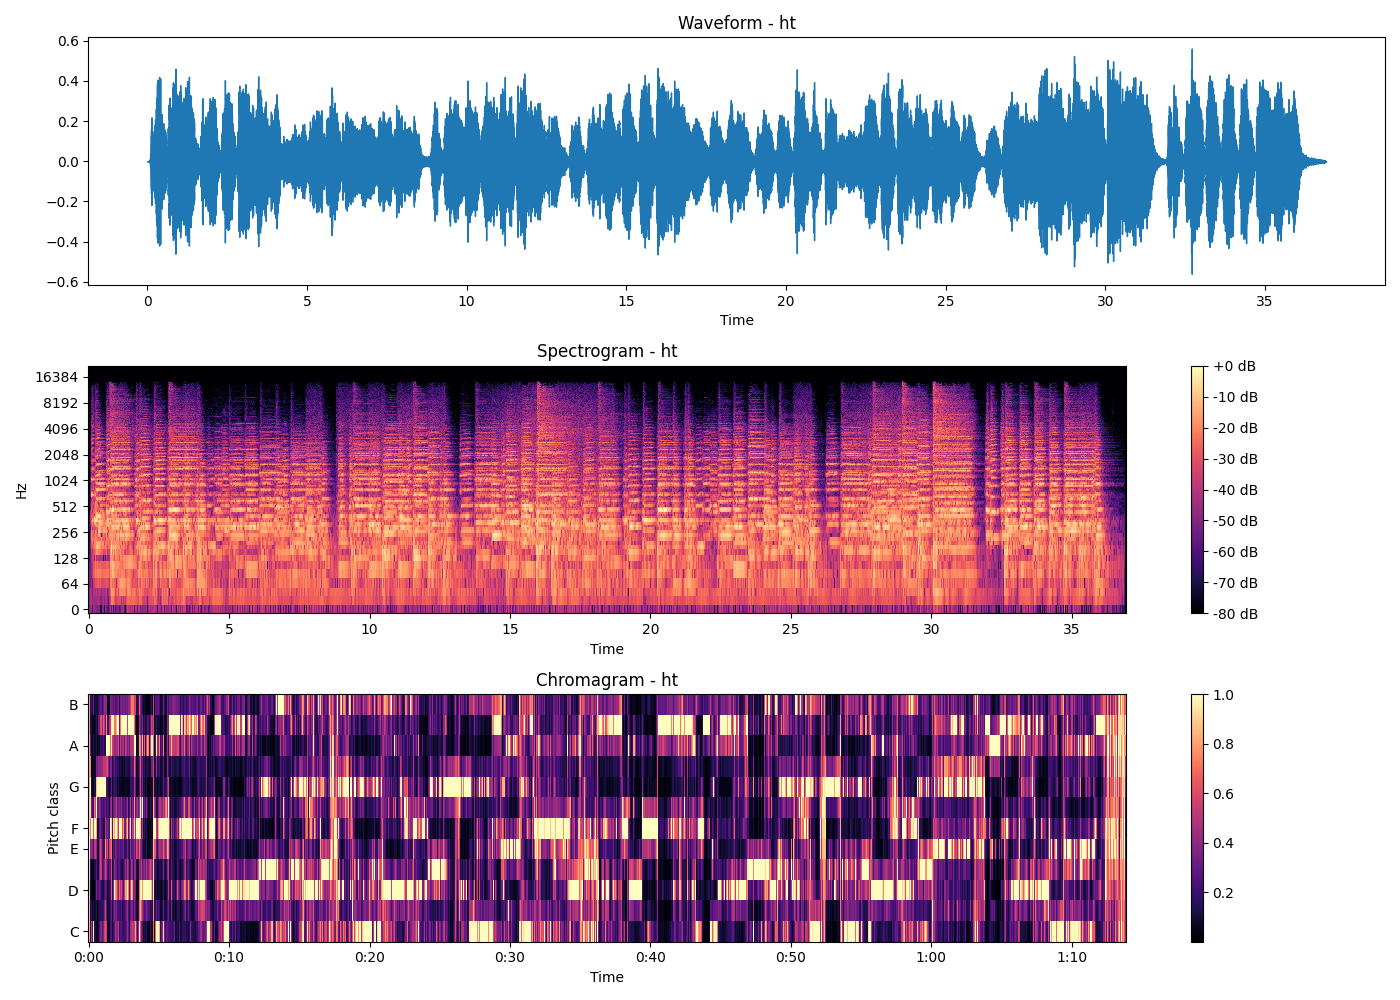 Waveform - ht
0.6
0.4
0.2
0.0
−0.2
−0.4
−0.6
0 5 10 15 20 25 30 35
Time
Spectrogram - ht
Hz
16384
8192
4096
2048
1024
512
256
128
64
0
0 5 10 15 20 25 30 35
Time
+0 dB
-10 dB
-20 dB
-30 dB
-40 dB
-50 dB
-60 dB
-70 dB
-80 dB
Chromagram - ht
Pitch class
B
A
G
F
E
D
C
0:00 0:10 0:20 0:30 0:40 0:50 1:00 1:10
Time
1.0
0.8
0.6
0.4
0.2